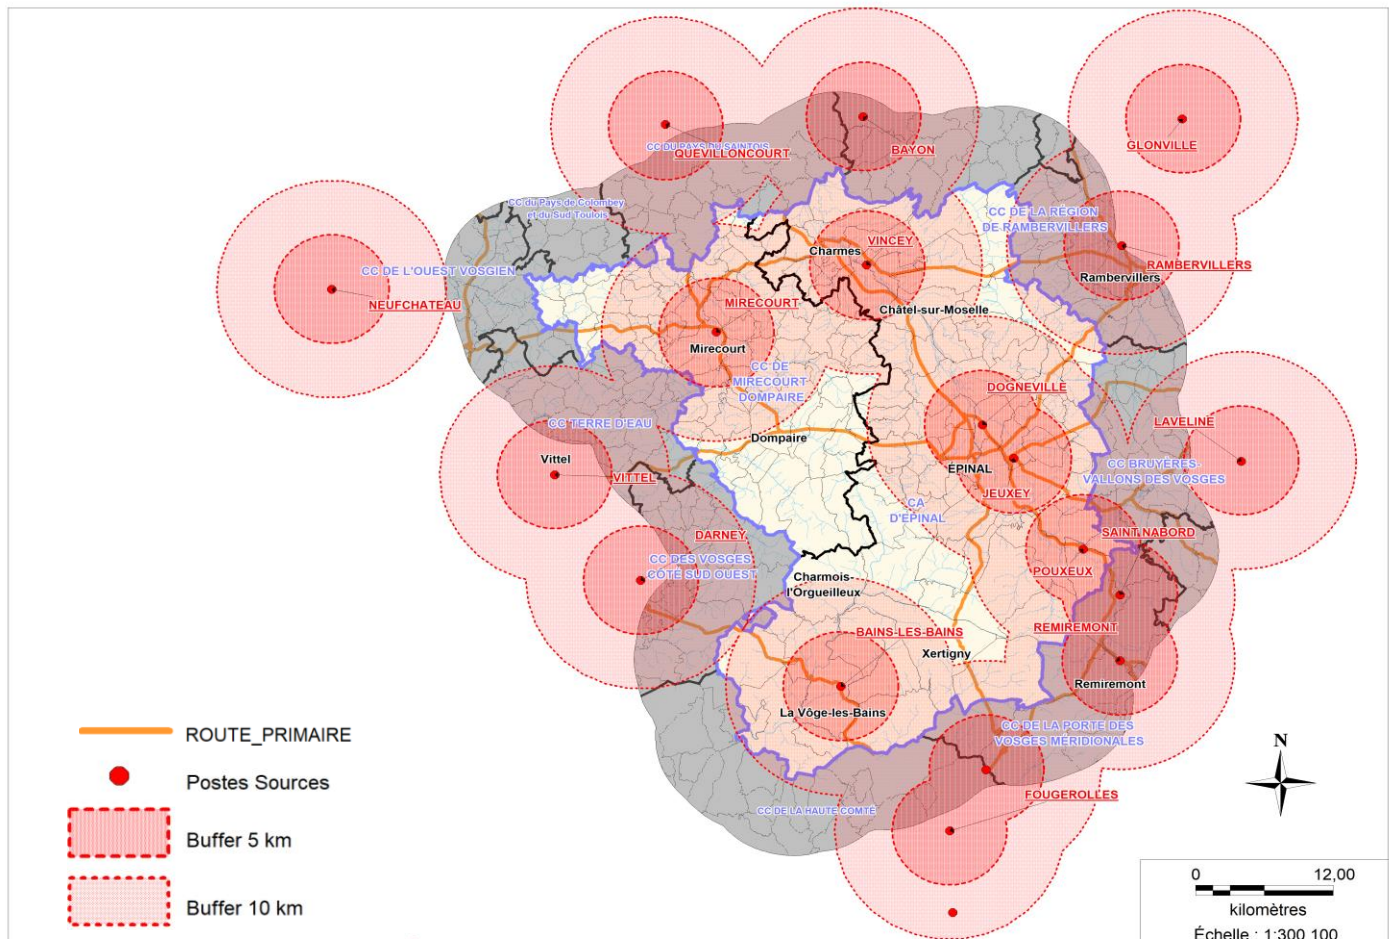 CC DU PAYS DU SAINTOIS
QUEVILLONCOURT
BAYON
GLONVILLE
CC du Pays de Colombey
et du Sud Toulois
CC DE LA RÉGION
DE RAMBERVILLERS
VINCEY
Charmes
CC DE L'OUEST VOSGIEN
RAMBERVILLERS
Rambervillers
NEUFCHATEAU
MIRECOURT
Châtel-sur-Moselle
Mirecourt
CC DE
MIRECOURT
DOMPAIRE
DOGNEVILLE
CC TERRE D'EAU
LAVELINE
Dompaire
Vittel
VITTEL
ÉPINAL
CC BRUYÈRES-
VALLONS DES VOSGES
JEUXEY
CA
D'EPINAL
DARNEY
SAINT NABORD
CC DES VOSGES
CÔTÉ SUD OUEST
POUXEUX
Charmois-
l'Orgueilleux
BAINS-LES-BAINS
REMIREMONT
Xertigny
Remiremont
La Vôge-les-Bains
CC DE LA PORTE DES
VOSGES MÉRIDIONALES
FOUGEROLLES
CC DE LA HAUTE COMTÉ
ROUTE_PRIMAIRE
Postes Sources
Buffer 5 km
Buffer 10 km
N
0 12,00
kilomètres
Échelle : 1:300 100